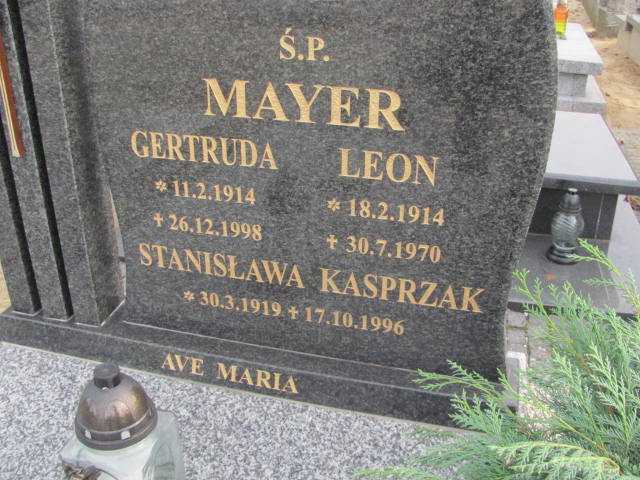 Ś.P.
MAYER
GERTRUDA LEON
* 11.2.1914 * 18.2.1914
✝ 26.12.1998 ✝ 30.7.1970
STANISŁAWA KASPRZAK
* 30.3.1919 ✝ 17.10.1996
AVE MARIA